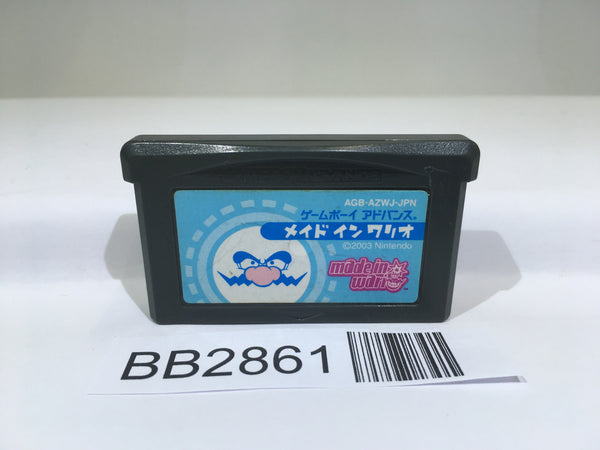 AGB-AZWJ-JPN
ゲームボーイ アドバンス®
メイド イン ワリオ
©2003 Nintendo
made in
wario
BB2861